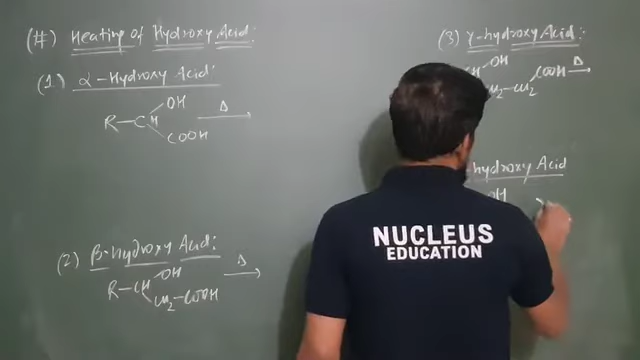 (#) Heating of Hydroxy Acid:
(1) α-Hydroxy Acid:
OH
R-CH
COOH
Δ
(2) β-hydroxy Acid:
OH
R-CH
CH2-COOH
Δ
(3) γ-hydroxy Acid:
CH-OH
CH2-CH2
COOH
Δ
hydroxy Acid
OH
NUCLEUS
EDUCATION